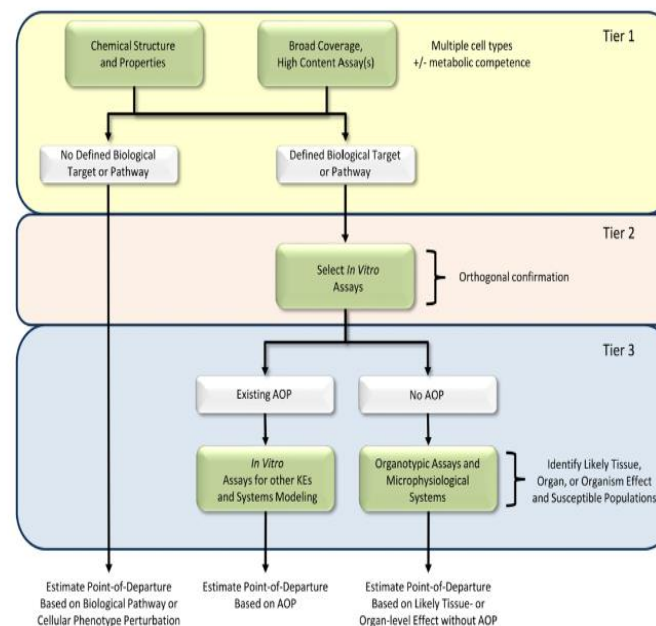 Tier 1
Chemical Structure
and Properties
Broad Coverage,
High Content Assay(s)
Multiple cell types
+/- metabolic competence
No Defined Biological
Target or Pathway
Defined Biological Target
or Pathway
Tier 2
Select In Vitro
Assays
Orthogonal confirmation
Tier 3
Existing AOP
No AOP
In Vitro
Assays for other KEs
and Systems Modeling
Organotypic Assays and
Microphysiological
Systems
Identify Likely Tissue,
Organ, or Organism Effect
and Susceptible Populations
Estimate Point-of-Departure
Based on Biological Pathway or
Cellular Phenotype Perturbation
Estimate Point-of-Departure
Based on AOP
Estimate Point-of-Departure
Based on Likely Tissue- or
Organ-level Effect without AOP